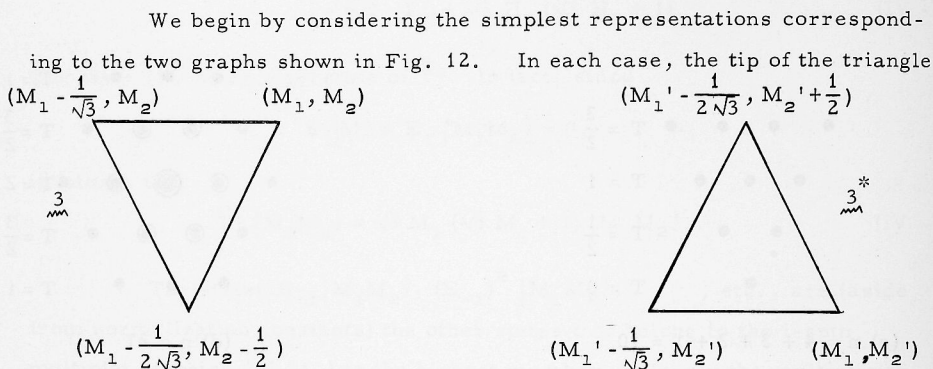 We begin by considering the simplest representations correspond-
ing to the two graphs shown in Fig. 12. In each case, the tip of the triangle
(M₁ - 1/√3, M₂) (M₁, M₂) (M₁' - 1/2√3, M₂' + 1/2)
3 3*
(M₁ - 1/2√3, M₂ - 1/2) (M₁' - 1/√3, M₂') (M₁', M₂')